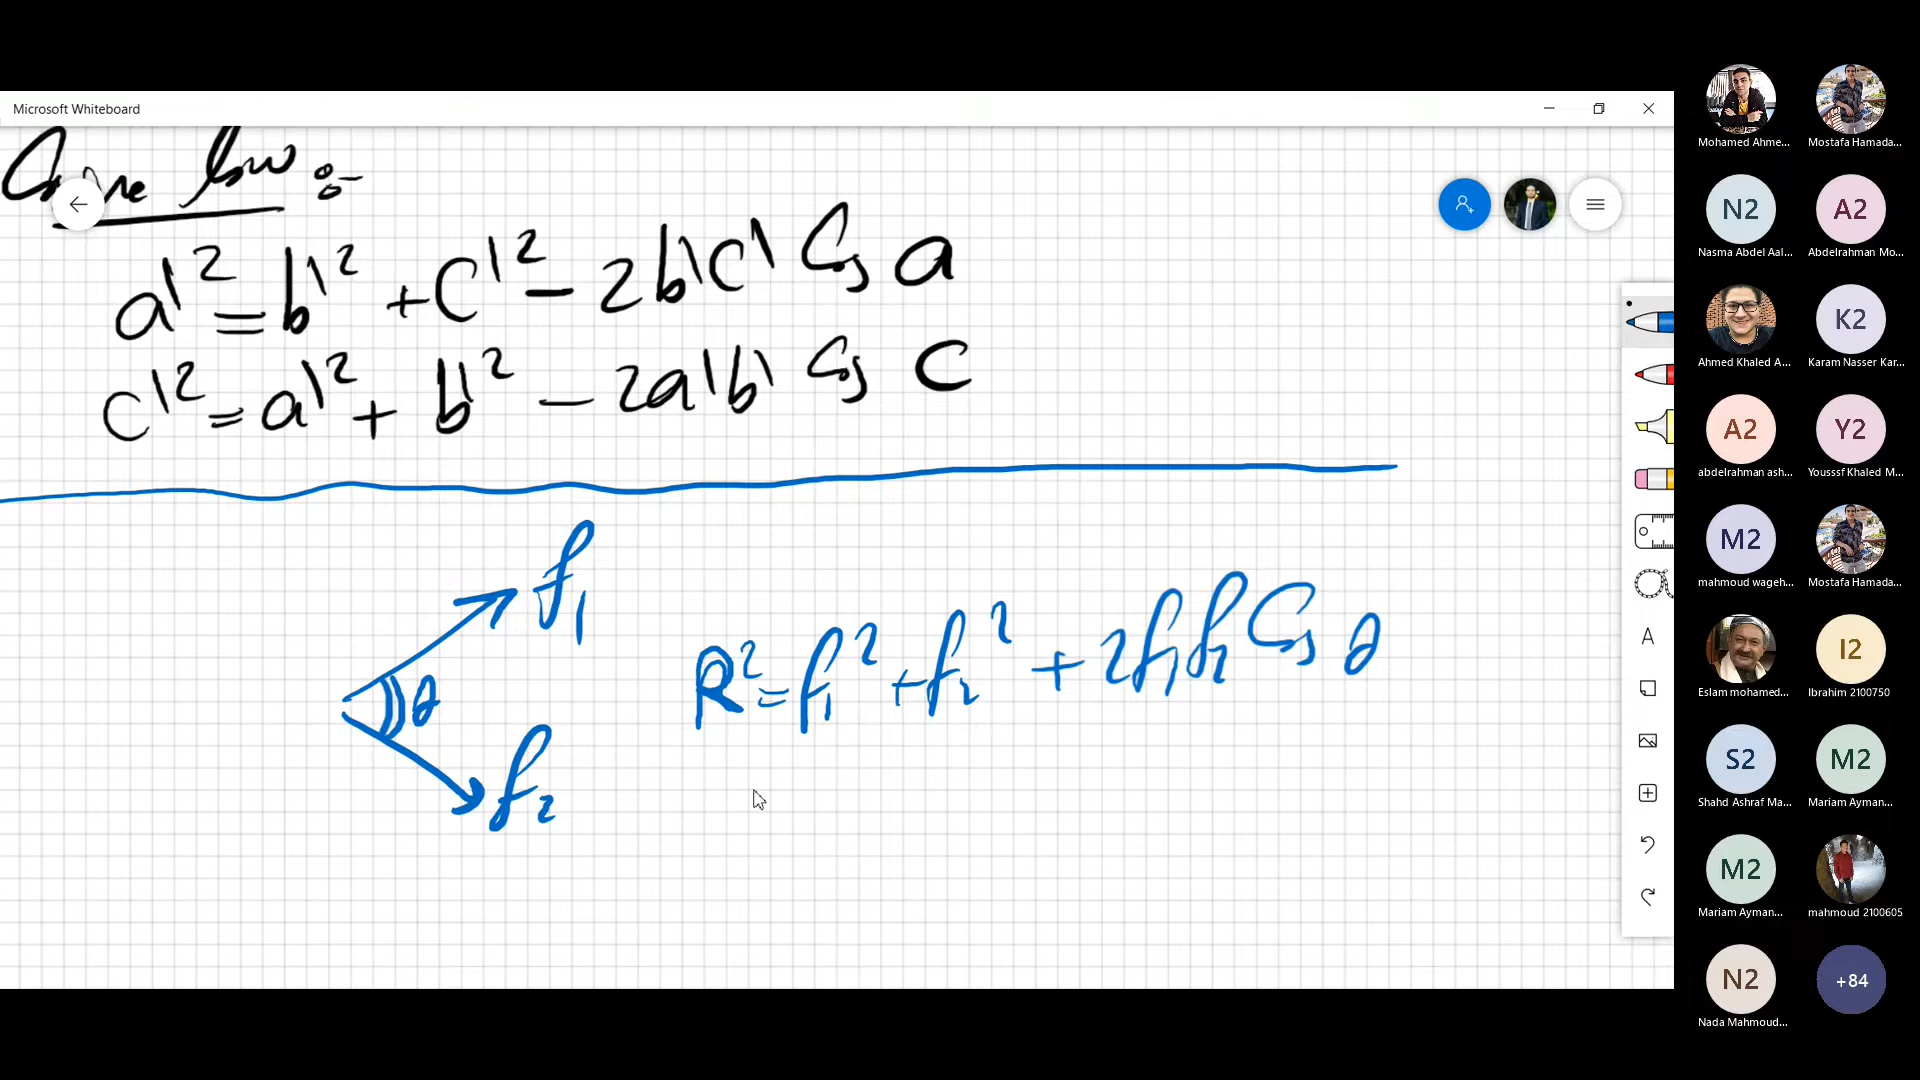 Microsoft Whiteboard
Cosine law :-
a'² = b'² + c'² - 2b'c' Cos a
c'² = a'² + b'² - 2a'b' Cos c
f₁
θ
f₂
R² = f₁² + f₂² + 2f₁f₂ Cos θ
A
Mohamed Ahme...
Mostafa Hamada...
N2
A2
Nasma Abdel Aal...
Abdelrahman Mo...
K2
Ahmed Khaled A...
Karam Nasser Kar...
A2
Y2
abdelrahman ash...
Yousssf Khaled M...
M2
mahmoud wageh...
Mostafa Hamada...
I2
Eslam mohamed...
Ibrahim 2100750
S2
M2
Shahd Ashraf Ma...
Mariam Ayman...
M2
Mariam Ayman...
mahmoud 2100605
N2
+84
Nada Mahmoud...